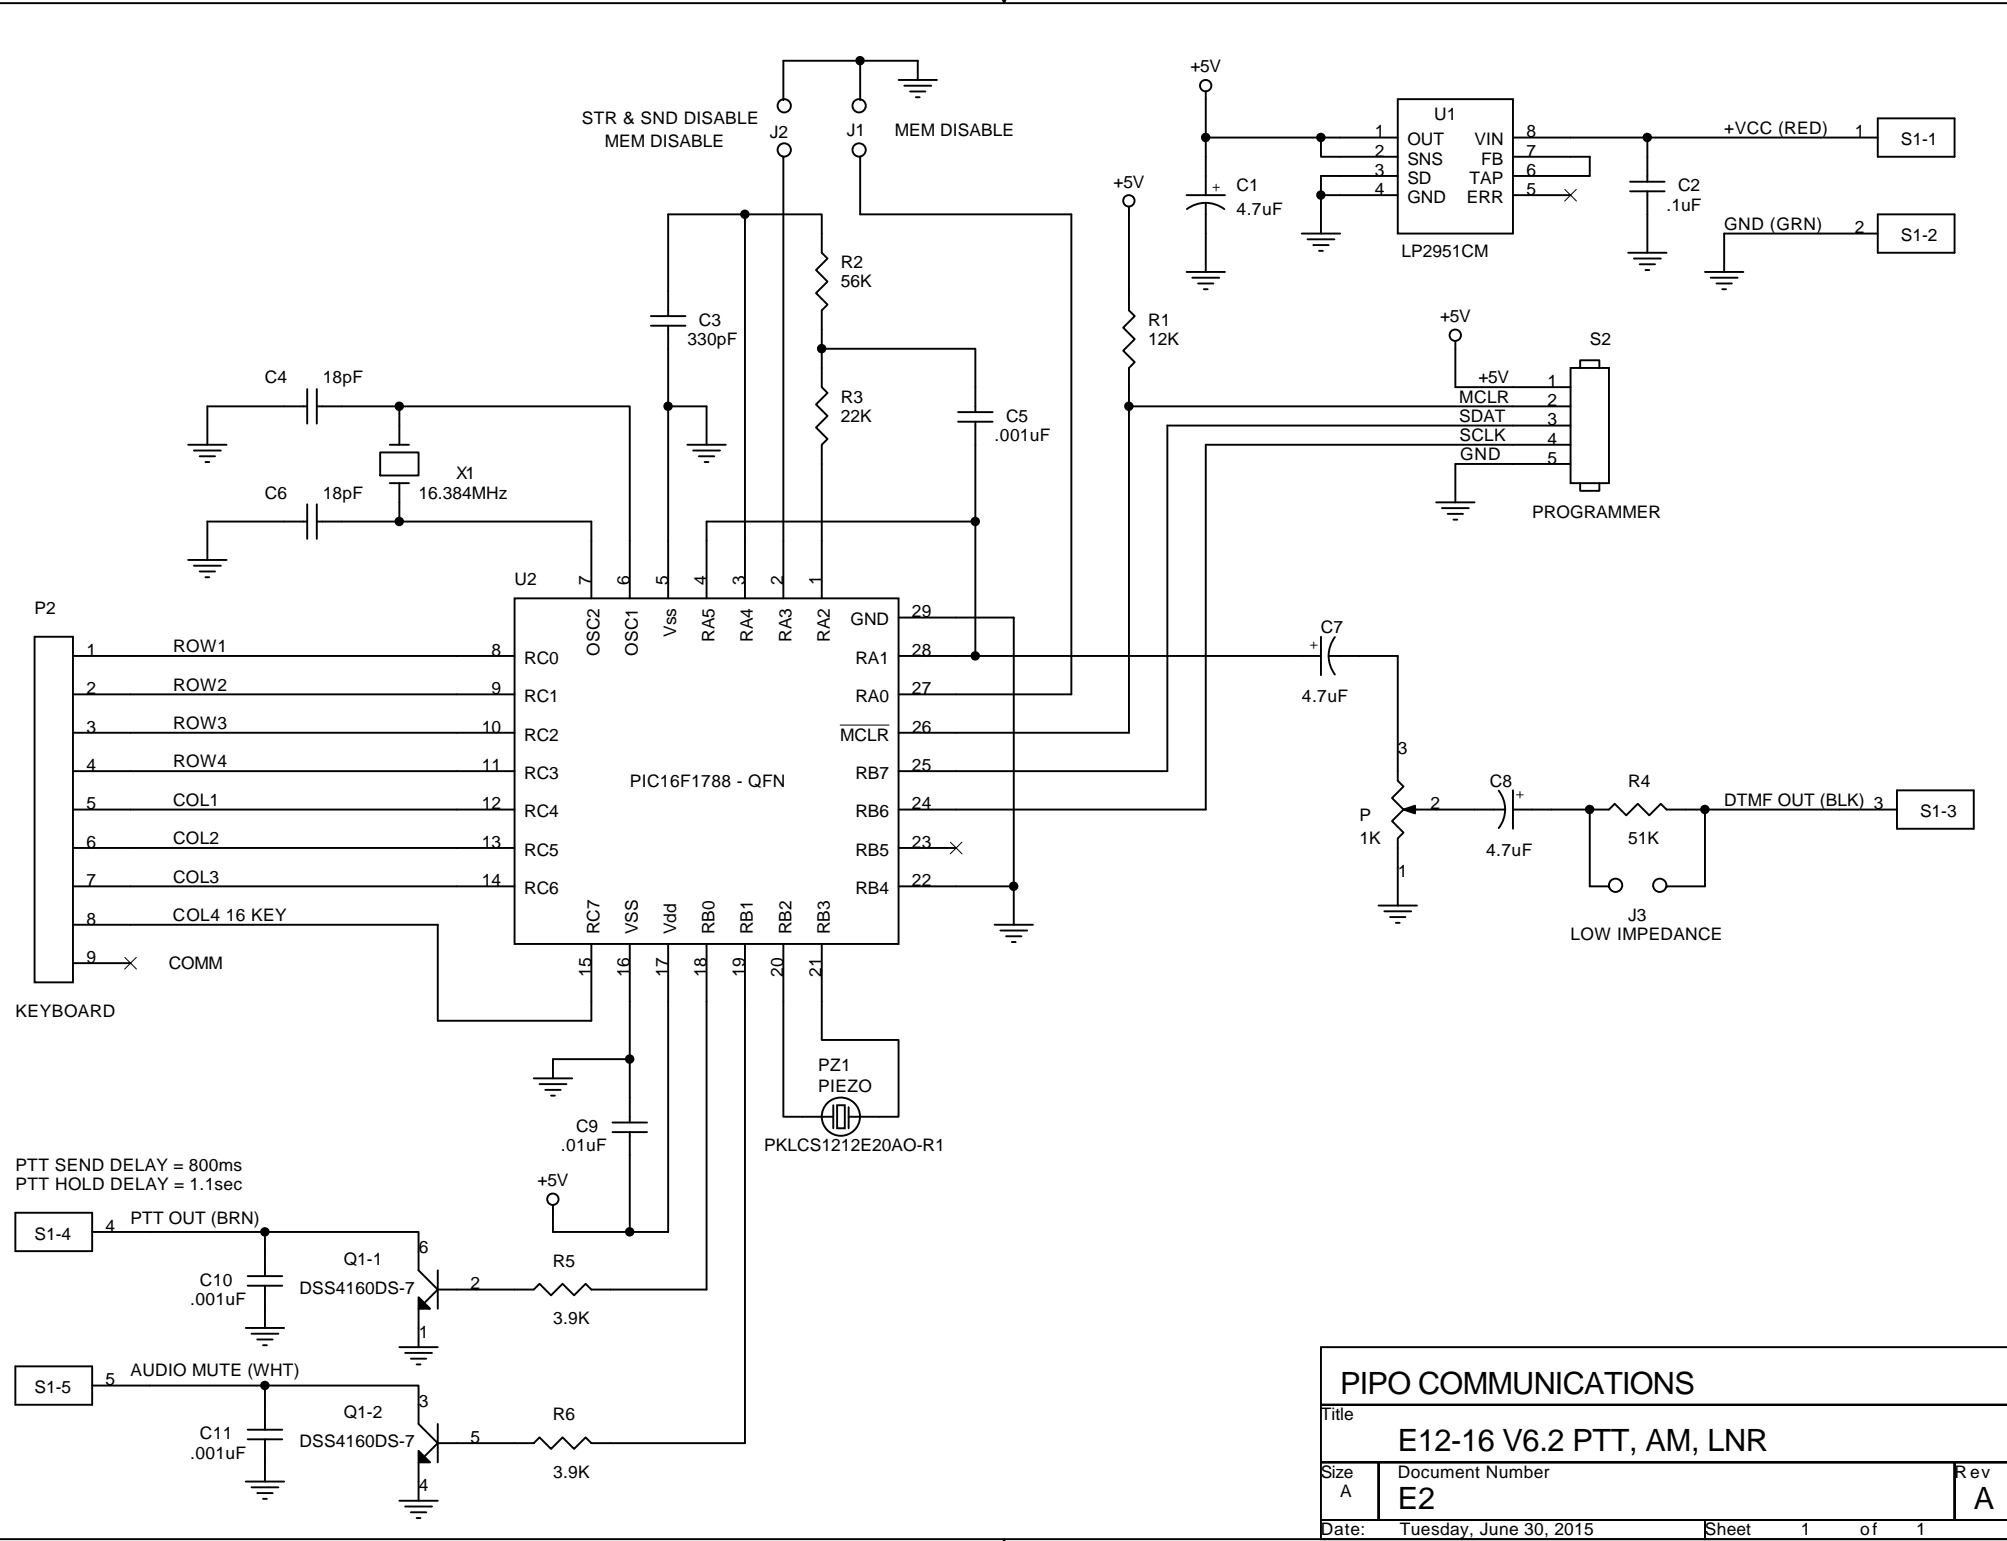 STR & SND DISABLE
MEM DISABLE
J2
J1
MEM DISABLE
+5V
U1
1 OUT VIN 8
2 SNS FB 7
3 SD TAP 6
4 GND ERR 5
LP2951CM
+
C1
4.7uF
C2
.1uF
+VCC (RED) 1 S1-1
GND (GRN) 2 S1-2
+5V
R1
12K
R2
56K
R3
22K
C3
330pF
C5
.001uF
C4 18pF
C6 18pF
X1
16.384MHz
+5V
S2
+5V 1
MCLR 2
SDAT 3
SCLK 4
GND 5
PROGRAMMER
U2
7 6 5 4 3 2 1
OSC2 OSC1 Vss RA5 RA4 RA3 RA2
P2
1 ROW1 8 RC0
2 ROW2 9 RC1
3 ROW3 10 RC2
4 ROW4 11 RC3
5 COL1 12 RC4
6 COL2 13 RC5
7 COL3 14 RC6
8 COL4 16 KEY
9 COMM
KEYBOARD
PIC16F1788 - QFN
GND 29
RA1 28
RA0 27
MCLR 26
RB7 25
RB6 24
RB5 23
RB4 22
RC7 VSS Vdd RB0 RB1 RB2 RB3
15 16 17 18 19 20 21
C7
+
4.7uF
3
P
1K
2
1
C8
+
4.7uF
R4
51K
DTMF OUT (BLK) 3 S1-3
J3
LOW IMPEDANCE
PZ1
PIEZO
PKLCS1212E20AO-R1
C9
.01uF
+5V
PTT SEND DELAY = 800ms
PTT HOLD DELAY = 1.1sec
S1-4 4 PTT OUT (BRN)
C10
.001uF
Q1-1
DSS4160DS-7
6
2
1
R5
3.9K
S1-5 5 AUDIO MUTE (WHT)
C11
.001uF
Q1-2
DSS4160DS-7
3
5
4
R6
3.9K
PIPO COMMUNICATIONS
Title
E12-16 V6.2 PTT, AM, LNR
Size
A
Document Number
E2
Rev
A
Date: Tuesday, June 30, 2015 Sheet 1 of 1